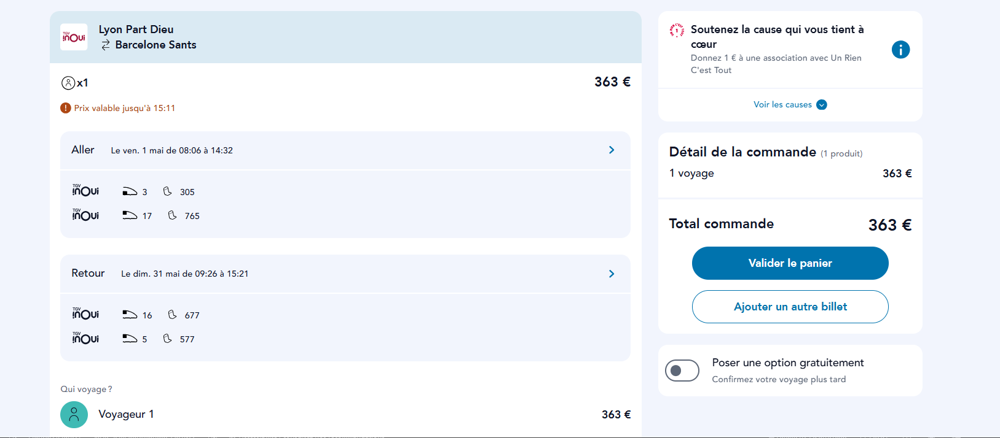 TGV
inOui
Lyon Part Dieu
Barcelone Sants
x1
363 €
Prix valable jusqu'à 15:11
Aller Le ven. 1 mai de 08:06 à 14:32
TGV
inOui 3 305
TGV
inOui 17 765
Retour Le dim. 31 mai de 09:26 à 15:21
TGV
inOui 16 677
TGV
inOui 5 577
Qui voyage ?
Voyageur 1 363 €
Soutenez la cause qui vous tient à
cœur
Donnez 1 € à une association avec Un Rien
C'est Tout
Voir les causes
Détail de la commande (1 produit)
1 voyage 363 €
Total commande 363 €
Valider le panier
Ajouter un autre billet
Poser une option gratuitement
Confirmez votre voyage plus tard